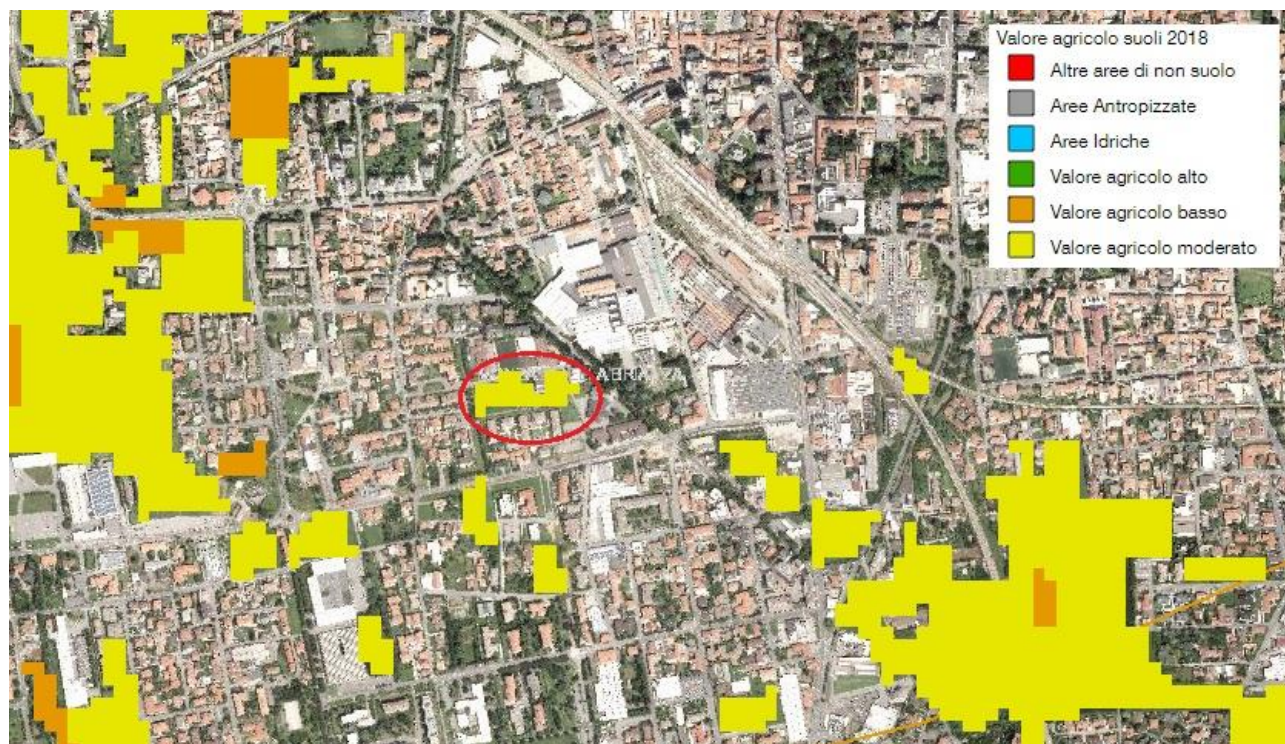 Valore agricolo suoli 2018
Altre aree di non suolo
Aree Antropizzate
Aree Idriche
Valore agricolo alto
Valore agricolo basso
Valore agricolo moderato